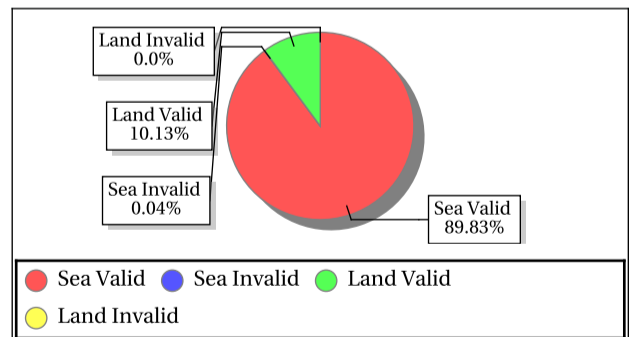 Land Invalid
0.0%
Land Valid
10.13%
Sea Invalid
0.04%
Sea Valid
89.83%
Sea Valid Sea Invalid Land Valid
Land Invalid